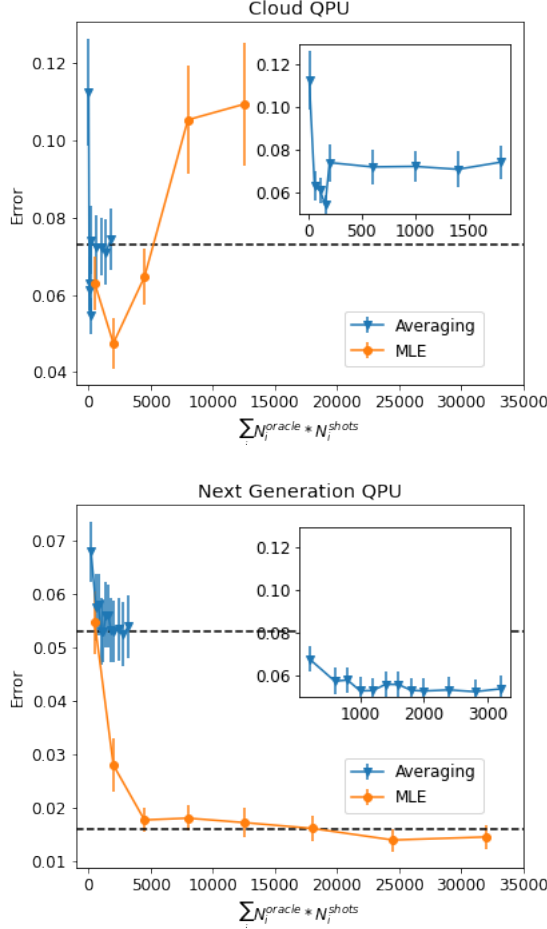 Cloud QPU
0.12
0.10
0.08
0.06
0.04
Error
0.12
0.10
0.08
0.06
0 500 1000 1500
Averaging
MLE
0 5000 10000 15000 20000 25000 30000 35000
∑ N_i^{oracle} * N_i^{shots}
Next Generation QPU
0.07
0.06
0.05
0.04
0.03
0.02
0.01
Error
0.12
0.10
0.08
0.06
1000 2000 3000
Averaging
MLE
0 5000 10000 15000 20000 25000 30000 35000
∑ N_i^{oracle} * N_i^{shots}